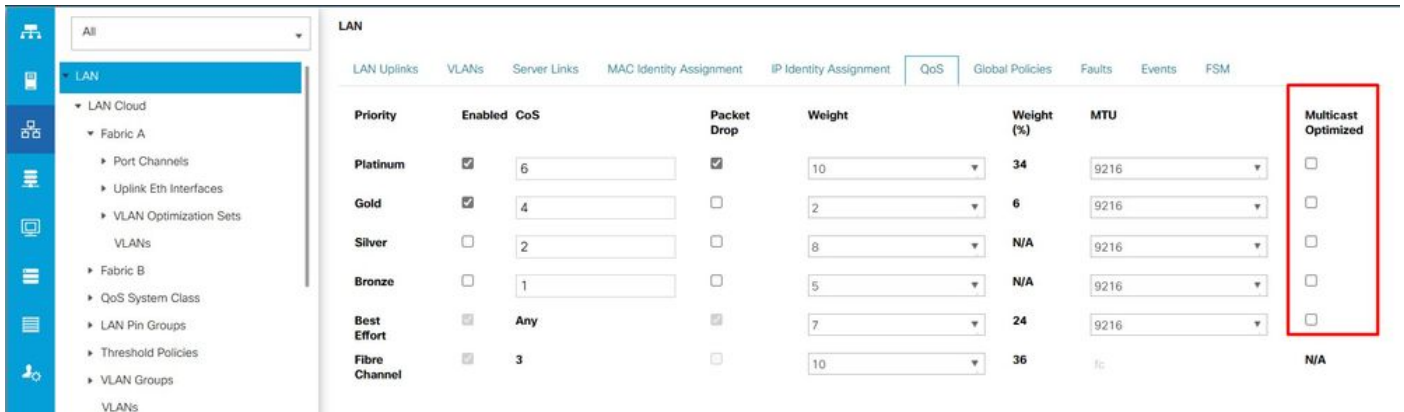 All
LAN
LAN
LAN Cloud
Fabric A
Port Channels
Uplink Eth Interfaces
VLAN Optimization Sets
VLANs
Fabric B
QoS System Class
LAN Pin Groups
Threshold Policies
VLAN Groups
VLANs
LAN Uplinks VLANs Server Links MAC Identity Assignment IP Identity Assignment QoS Global Policies Faults Events FSM
Priority Enabled CoS Packet Drop Weight Weight (%) MTU Multicast Optimized
Platinum 6 10 34 9216
Gold 4 2 6 9216
Silver 2 8 N/A 9216
Bronze 1 5 N/A 9216
Best Effort Any 7 24 9216
Fibre Channel 3 10 36 fc N/A